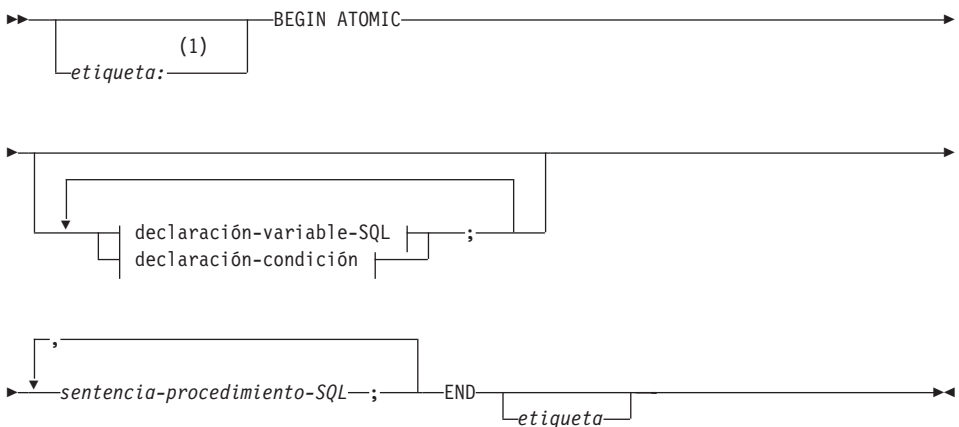 BEGIN ATOMIC
(1)
etiqueta:
declaración-variable-SQL ;
declaración-condición
,
sentencia-procedimiento-SQL ; END
etiqueta